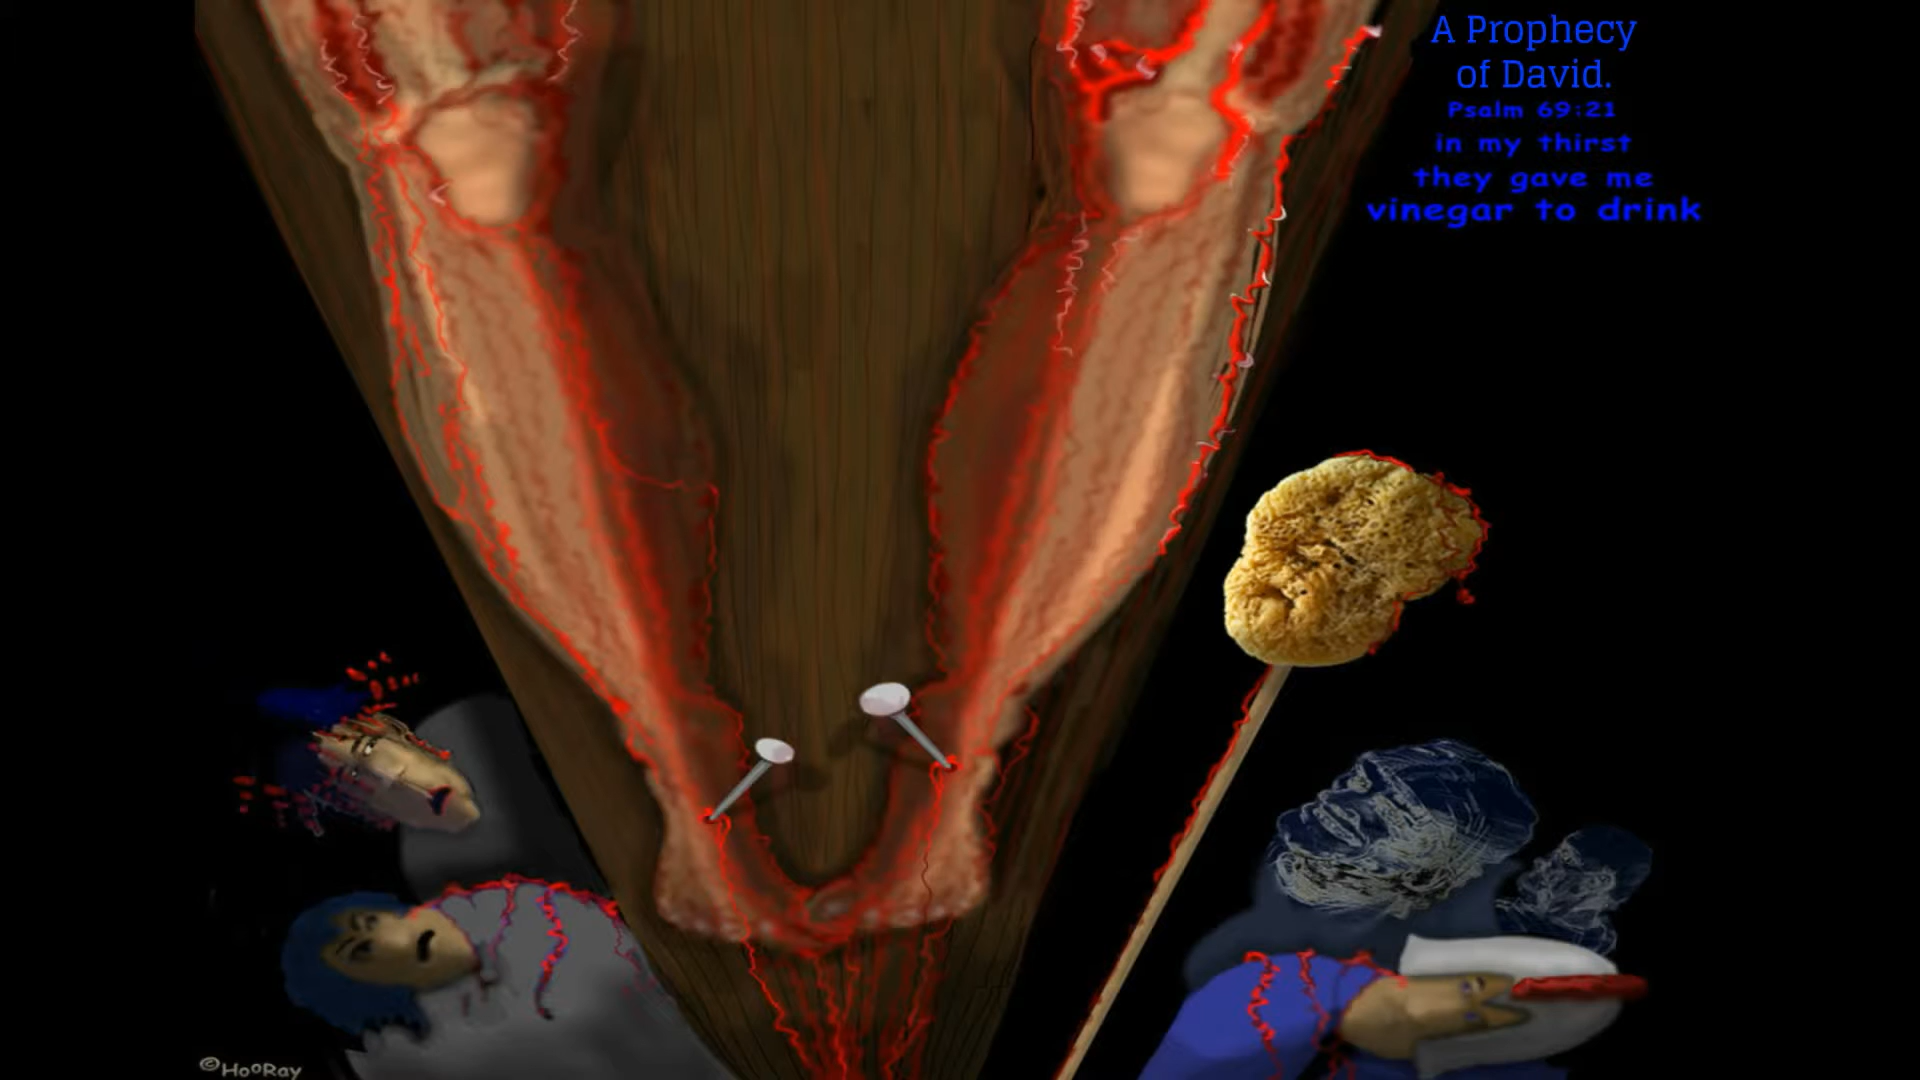 A Prophecy
of David.
Psalm 69:21
in my thirst
they gave me
vinegar to drink
©HooRay